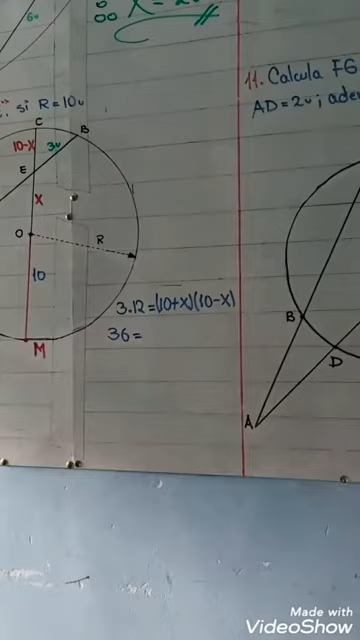 6u
x =
.. si R=10u
C
B
10-x 3u
E
x
O
R
10
M
3.12=(10+x)(10-x)
36=
11. Calcula FG
AD=2u; ade
B
D
A
Made with
VideoShow